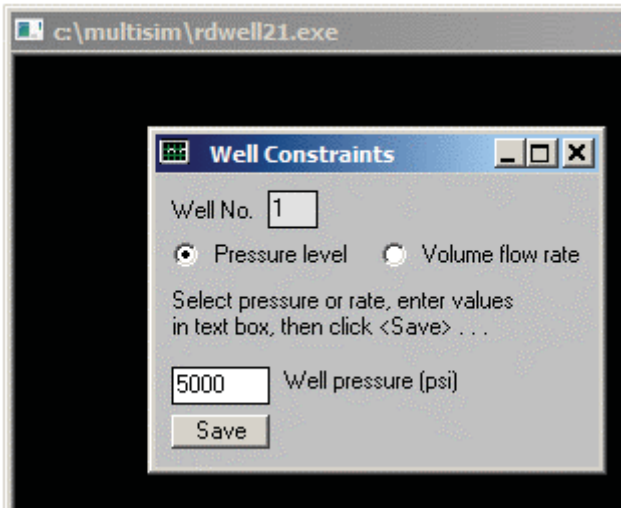 c:\multisim\rdwell21.exe
Well Constraints
Well No. 1
Pressure level Volume flow rate
Select pressure or rate, enter values
in text box, then click <Save> . . .
5000 Well pressure (psi)
Save